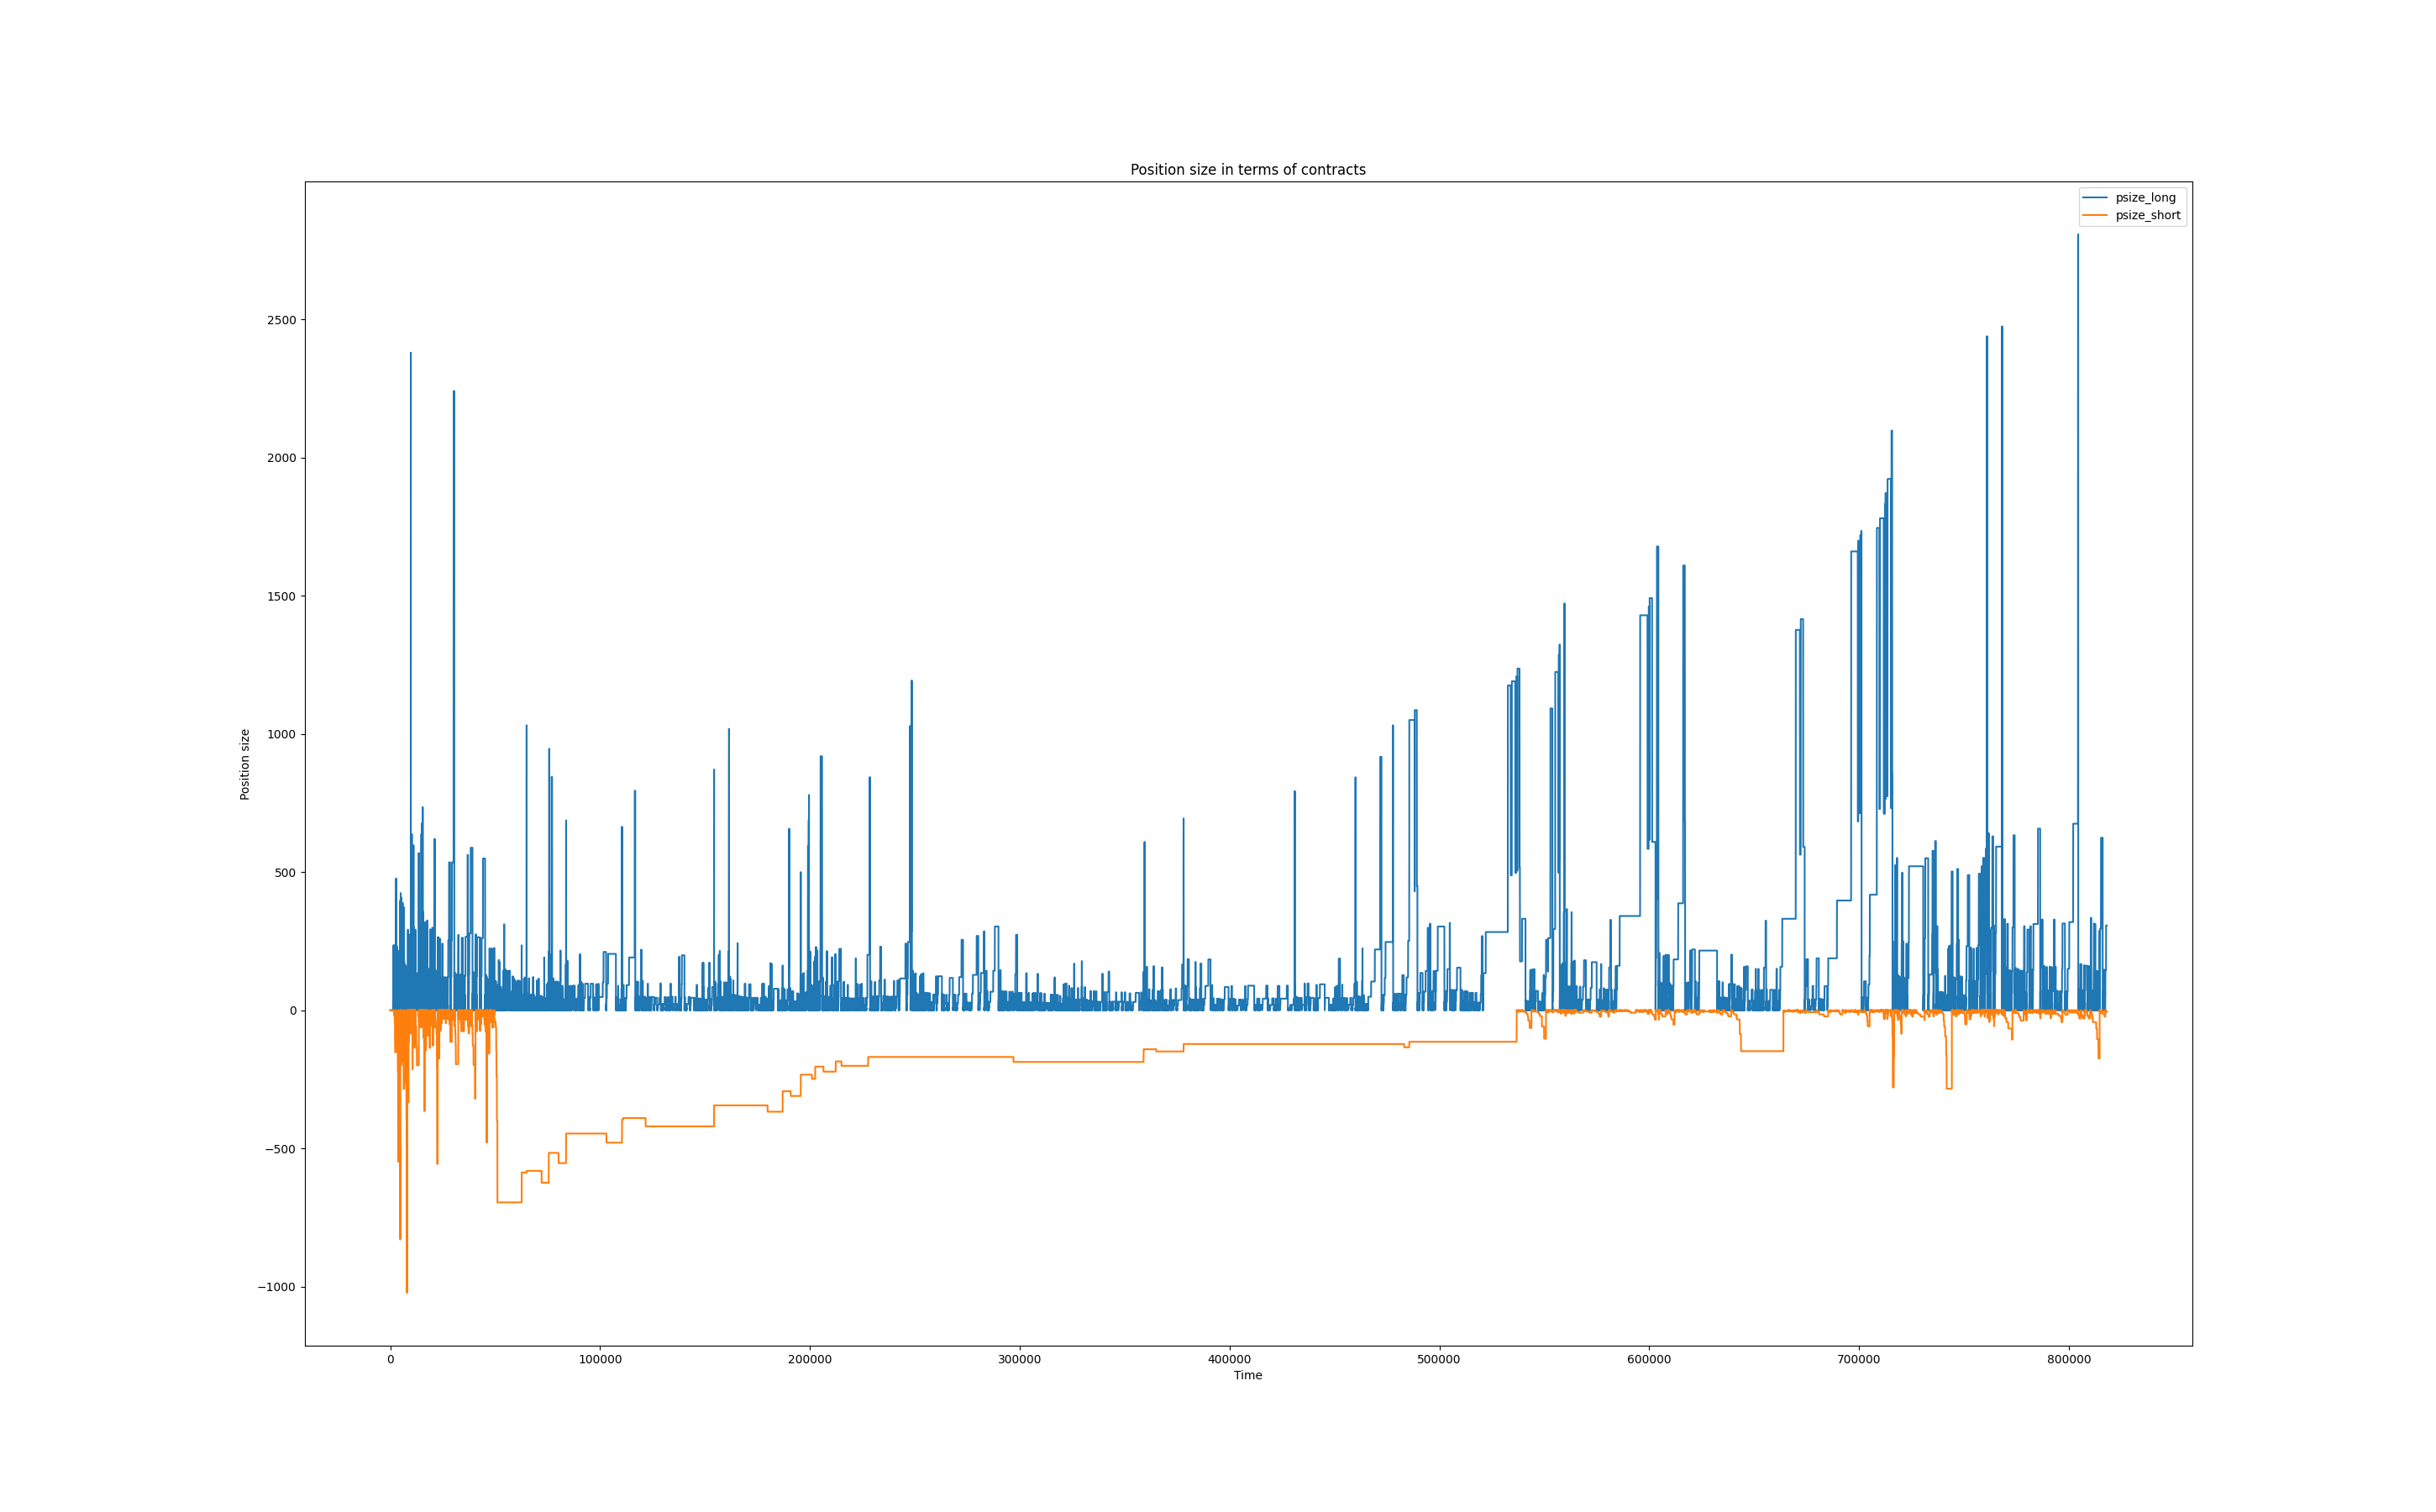 Position size in terms of contracts
psize_long
psize_short
Position size
2500
2000
1500
1000
500
0
−500
−1000
0 100000 200000 300000 400000 500000 600000 700000 800000
Time